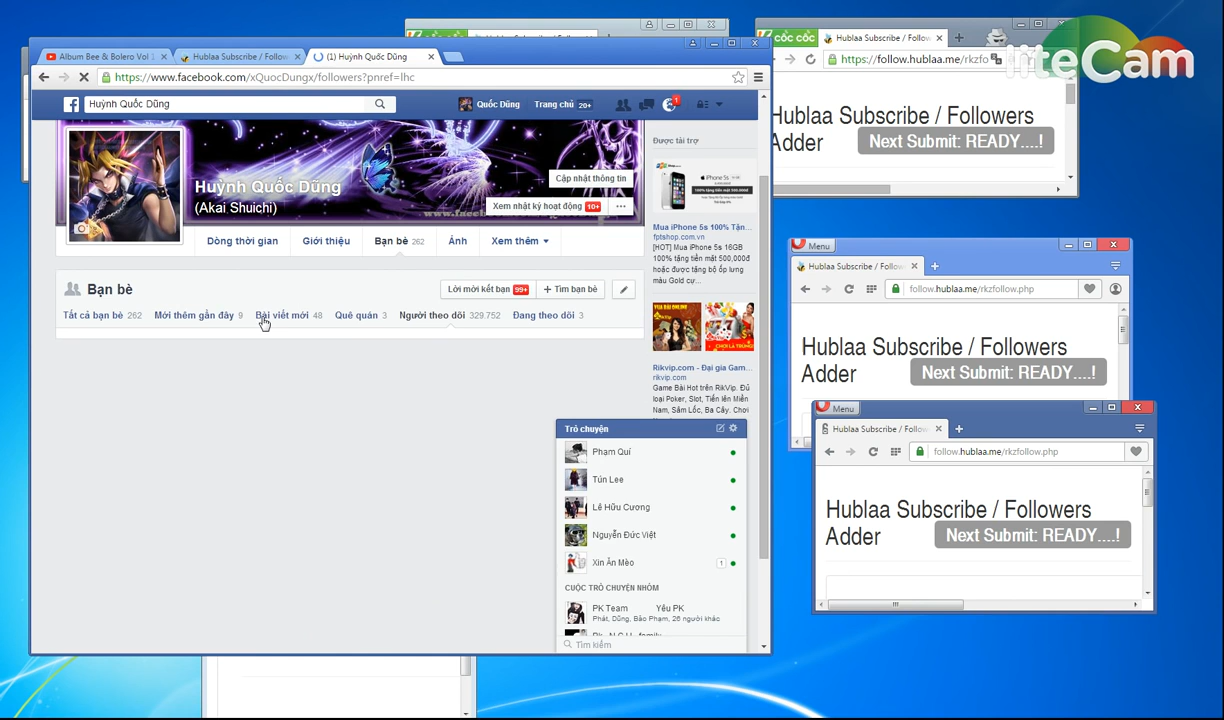 Album Bee & Bolero Vol
Hublaa Subscribe / Followers
(1) Huỳnh Quốc Dũng
https://www.facebook.com/xQuocDungx/followers?pnref=lhc
Huỳnh Quốc Dũng
Quốc Dũng
Trang chủ 20+
1
Huỳnh Quốc Dũng
(Akai Shuichi)
Cập nhật thông tin
Xem nhật ký hoạt động 10+
Dòng thời gian
Giới thiệu
Bạn bè 262
Ảnh
Xem thêm
Bạn bè
Lời mời kết bạn 99+
Tìm bạn bè
Tất cả bạn bè 262
Mới thêm gần đây 9
Bài viết mới 48
Quê quán 3
Người theo dõi 329.752
Đang theo dõi 3
Được tài trợ
Mua iPhone 5s 100% Tặn...
fptshop.com.vn
[HOT] Mua iPhone 5s 16GB
100% tặng tiền mặt 500,000đ
hoặc được tặng bộ ốp lưng
màu Gold cự...
Rikvip.com - Đại gia Gam...
rikvip.com
Game Bài Hot trên RikVip. Đủ
loại Poker, Slot, Tiến lên Miền
Nam, Sâm Lốc, Ba Cây. Chơi
Trò chuyện
Phạm Quí
Tún Lee
Lê Hữu Cương
Nguyễn Đức Việt
Xin Ăn Mèo 1
CUỘC TRÒ CHUYỆN NHÓM
PK Team Yêu PK
Phát, Dũng, Bảo Phạm, 26 người khác
Tìm kiếm
CỐC CỐC
Hublaa Subscribe / Follow
https://follow.hublaa.me/rkzfo
liteCam
Hublaa Subscribe / Followers
Adder
Next Submit: READY....!
Menu
Hublaa Subscribe / Follow
follow.hublaa.me/rkzfollow.php
Hublaa Subscribe / Followers
Adder
Next Submit: READY....!
Menu
Hublaa Subscribe / Follow
follow.hublaa.me/rkzfollow.php
Hublaa Subscribe / Followers
Adder
Next Submit: READY....!